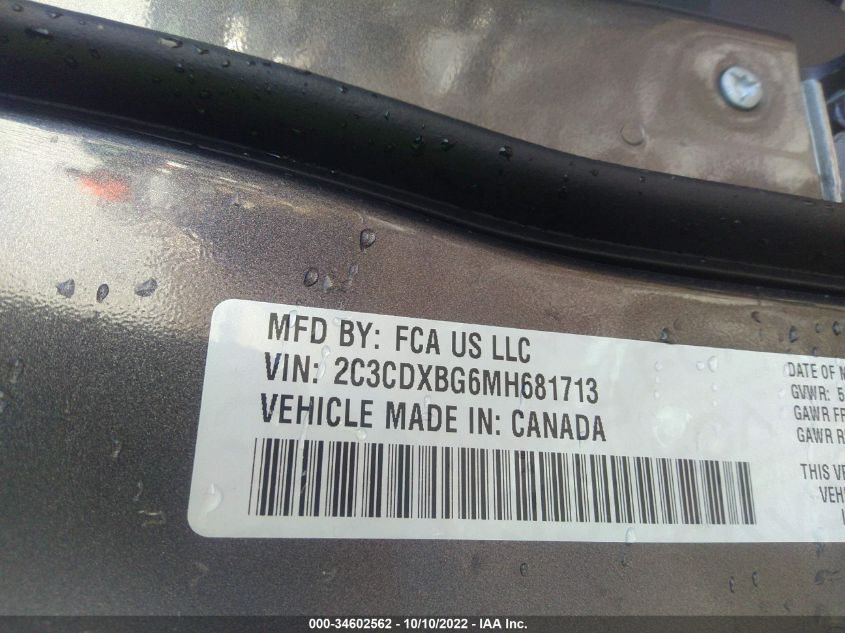 MFD BY: FCA US LLC
VIN: 2C3CDXBG6MH681713
VEHICLE MADE IN: CANADA
DATE OF
GVWR:
GAWR
GAWR
THIS
000-34602562 - 10/10/2022 - IAA Inc.